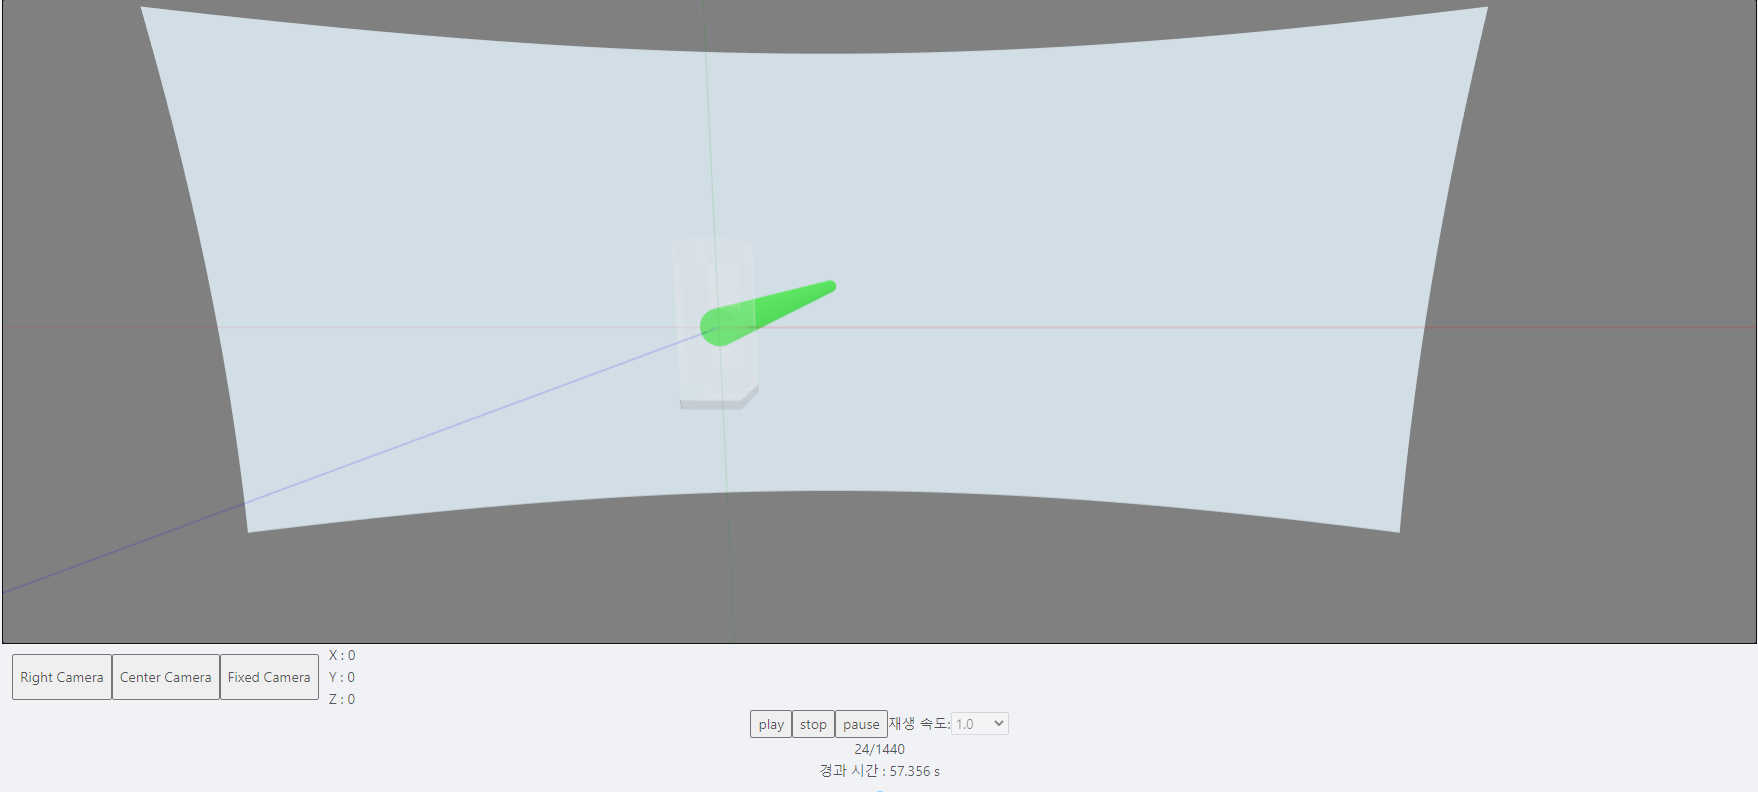 Right Camera Center Camera Fixed Camera
X : 0
Y : 0
Z : 0
play stop pause 재생 속도: 1.0
24/1440
경과 시간 : 57.356 s